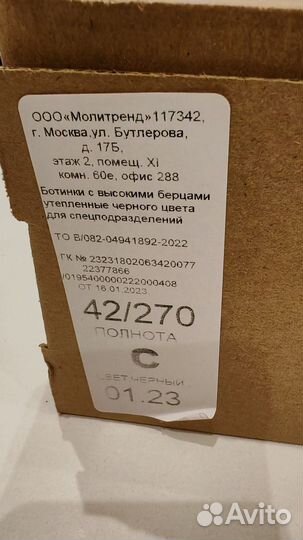 ООО«Молитренд»117342,
г. Москва,ул. Бутлерова,
д. 17Б,
этаж 2, помещ. XI
комн. 60е, офис 288
Ботинки с высокими берцами
утепленные черного цвета
для спецподразделений
ТО В/082-04941892-2022
ГК № 23231802063420077
22377866
/0195400000222000408
ОТ 16.01.2023
42/270
ПОЛНОТА
С
ЦВЕТ ЧЕРНЫЙ
01.23
Avito